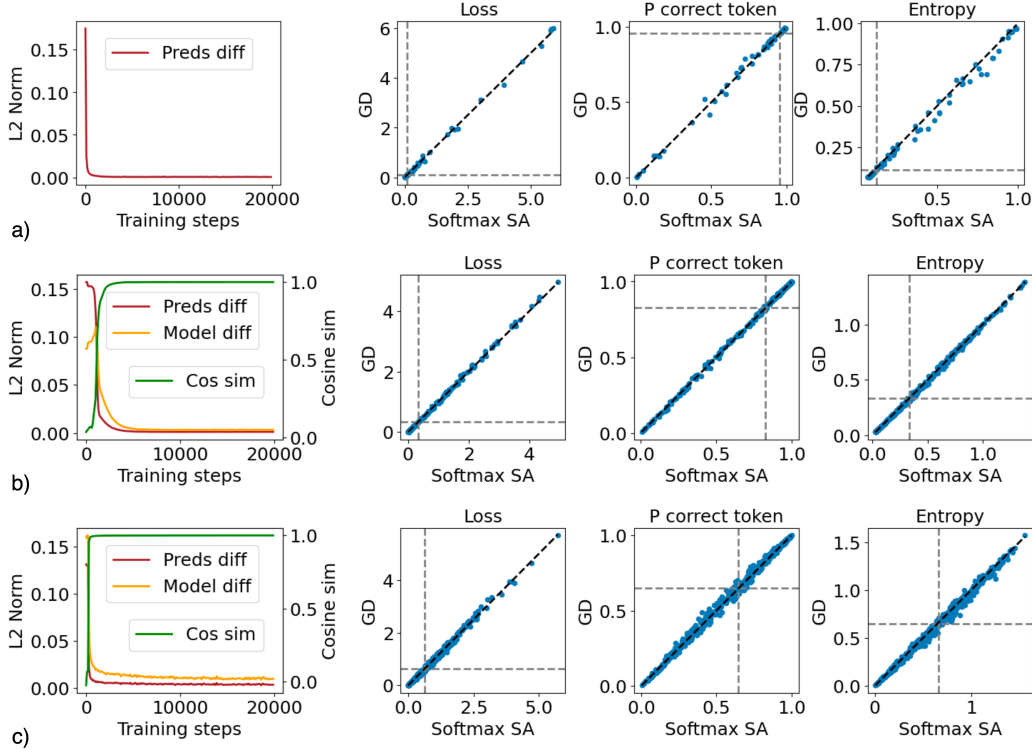 Loss
P correct token
Entropy
L2 Norm
0.15
0.10
0.05
0.00
Preds diff
0
10000
20000
Training steps
GD
6
4
2
0
0.0
2.5
5.0
Softmax SA
GD
1.0
0.5
0.0
0.0
0.5
1.0
Softmax SA
GD
1.00
0.75
0.50
0.25
0.5
1.0
Softmax SA
a)
Loss
P correct token
Entropy
L2 Norm
0.15
0.10
0.05
0.00
Preds diff
Model diff
Cos sim
1.0
0.5
0.0
Cosine sim
0
10000
20000
Training steps
GD
4
2
0
0
2
4
Softmax SA
GD
1.0
0.5
0.0
0.0
0.5
1.0
Softmax SA
GD
1.0
0.5
0.0
0.0
0.5
1.0
Softmax SA
b)
Loss
P correct token
Entropy
L2 Norm
0.15
0.10
0.05
0.00
Preds diff
Model diff
Cos sim
1.0
0.5
0.0
Cosine sim
0
10000
20000
Training steps
GD
4
2
0
0.0
2.5
5.0
Softmax SA
GD
1.0
0.5
0.0
0.0
0.5
1.0
Softmax SA
GD
1.5
1.0
0.5
0.0
0
1
Softmax SA
c)